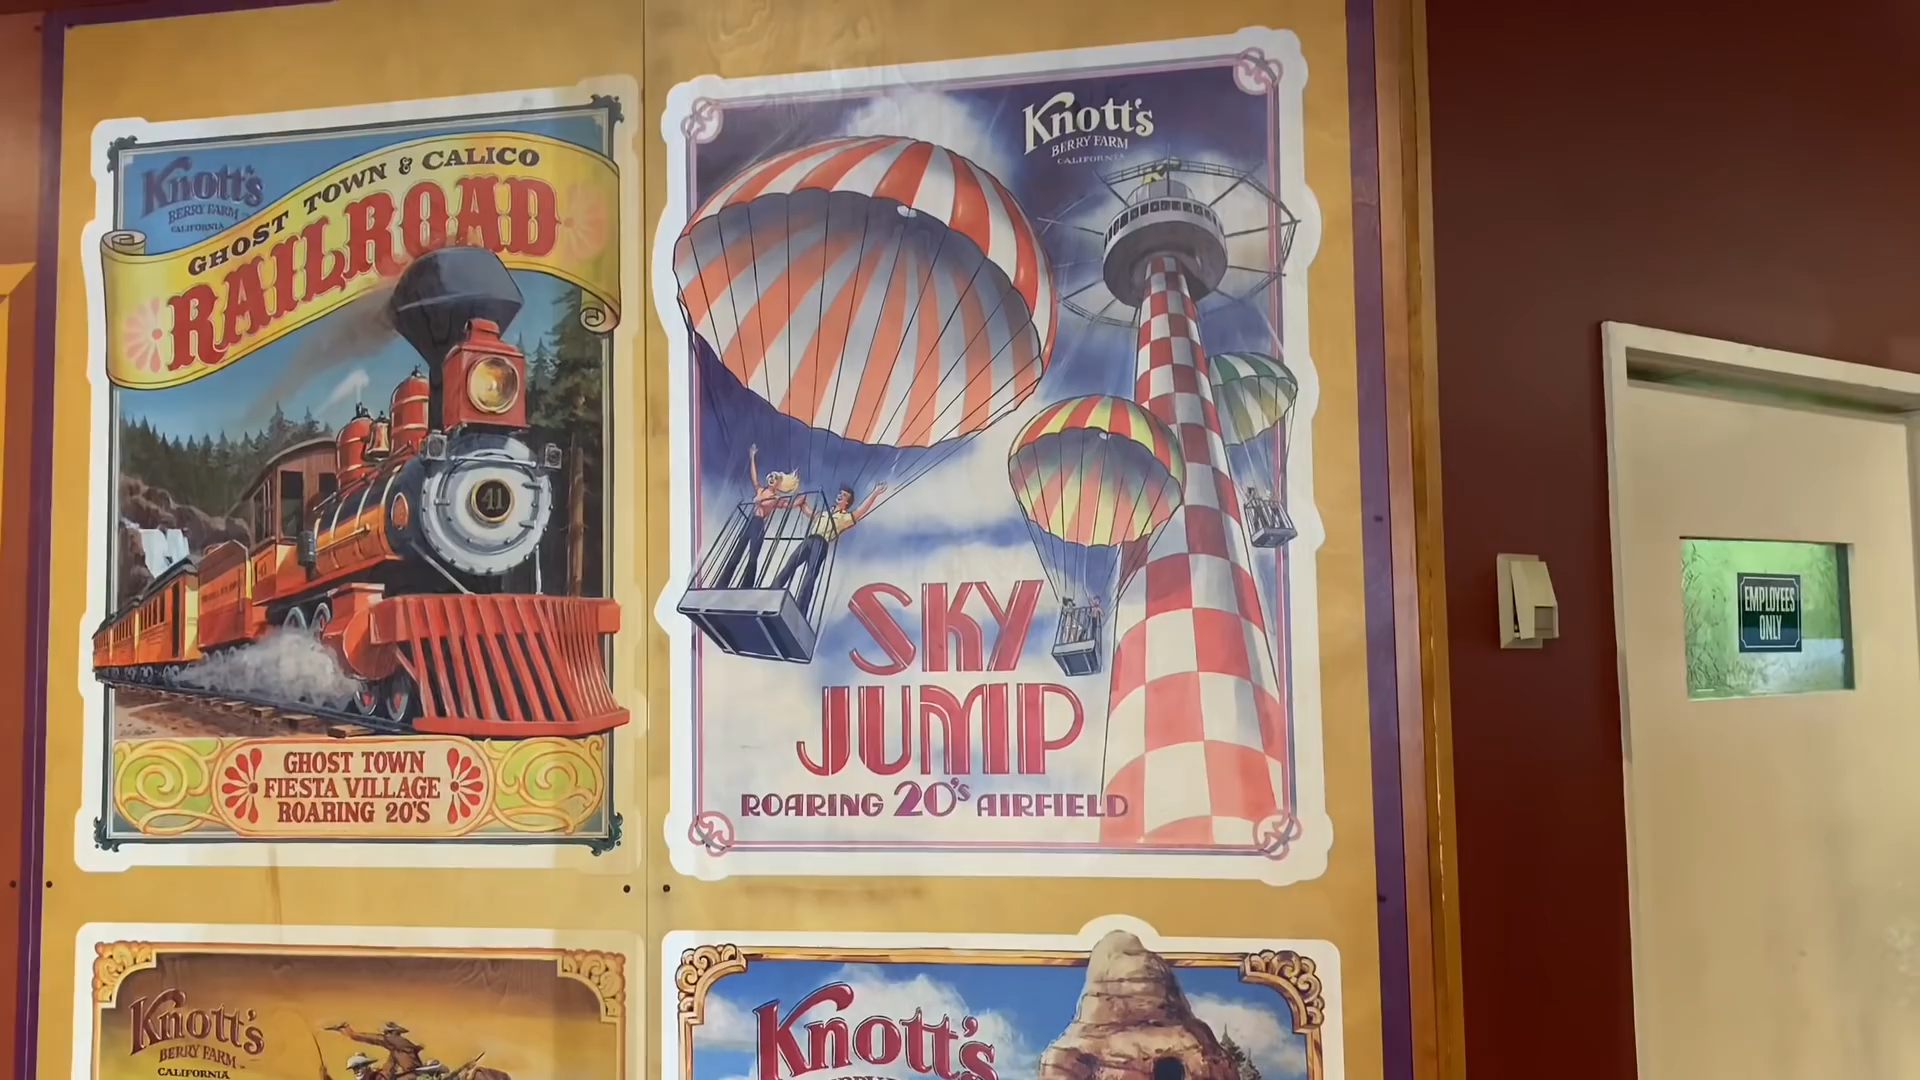 Knott's
BERRY FARM
CALIFORNIA
GHOST TOWN & CALICO
RAILROAD
41
GHOST TOWN
FIESTA VILLAGE
ROARING 20'S
Knott's
BERRY FARM
CALIFORNIA
SKY
JUMP
ROARING 20's AIRFIELD
EMPLOYEES
ONLY
Knott's
BERRY FARM
CALIFORNIA
Knott's